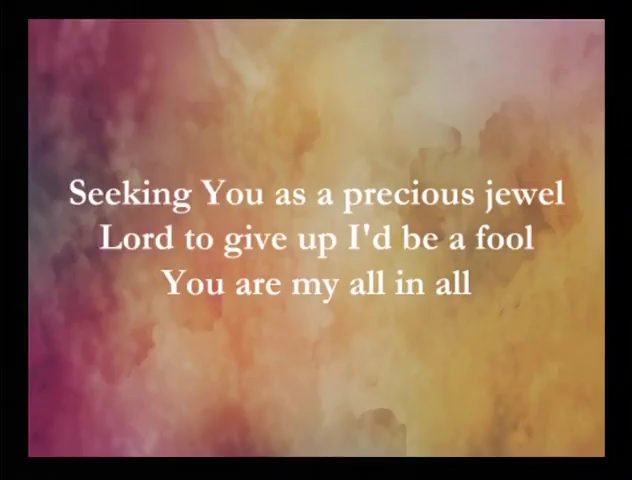 Seeking You as a precious jewel
Lord to give up I'd be a fool
You are my all in all